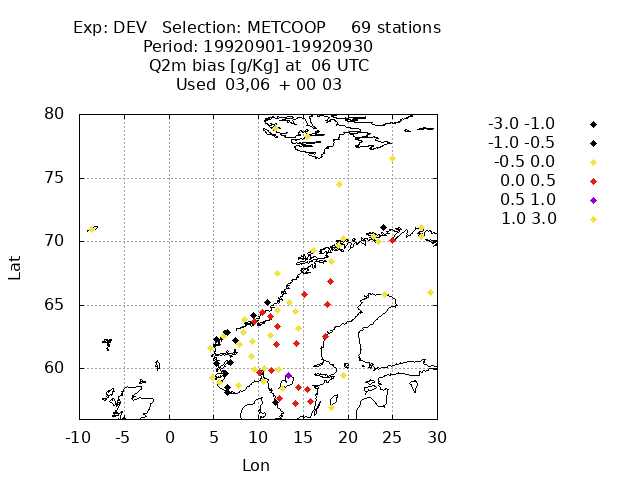 Exp: DEV Selection: METCOOP 69 stations
Period: 19920901-19920930
Q2m bias [g/Kg] at 06 UTC
Used 03,06 + 00 03
80
75
70
65
60
Lat
-10 -5 0 5 10 15 20 25 30
Lon
-3.0 -1.0
-1.0 -0.5
-0.5 0.0
0.0 0.5
0.5 1.0
1.0 3.0